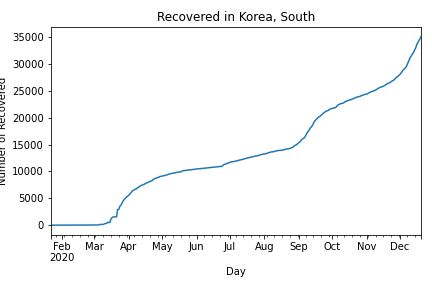 Recovered in Korea, South
Number of Recovered
35000
30000
25000
20000
15000
10000
5000
0
Feb Mar Apr May Jun Jul Aug Sep Oct Nov Dec
2020
Day